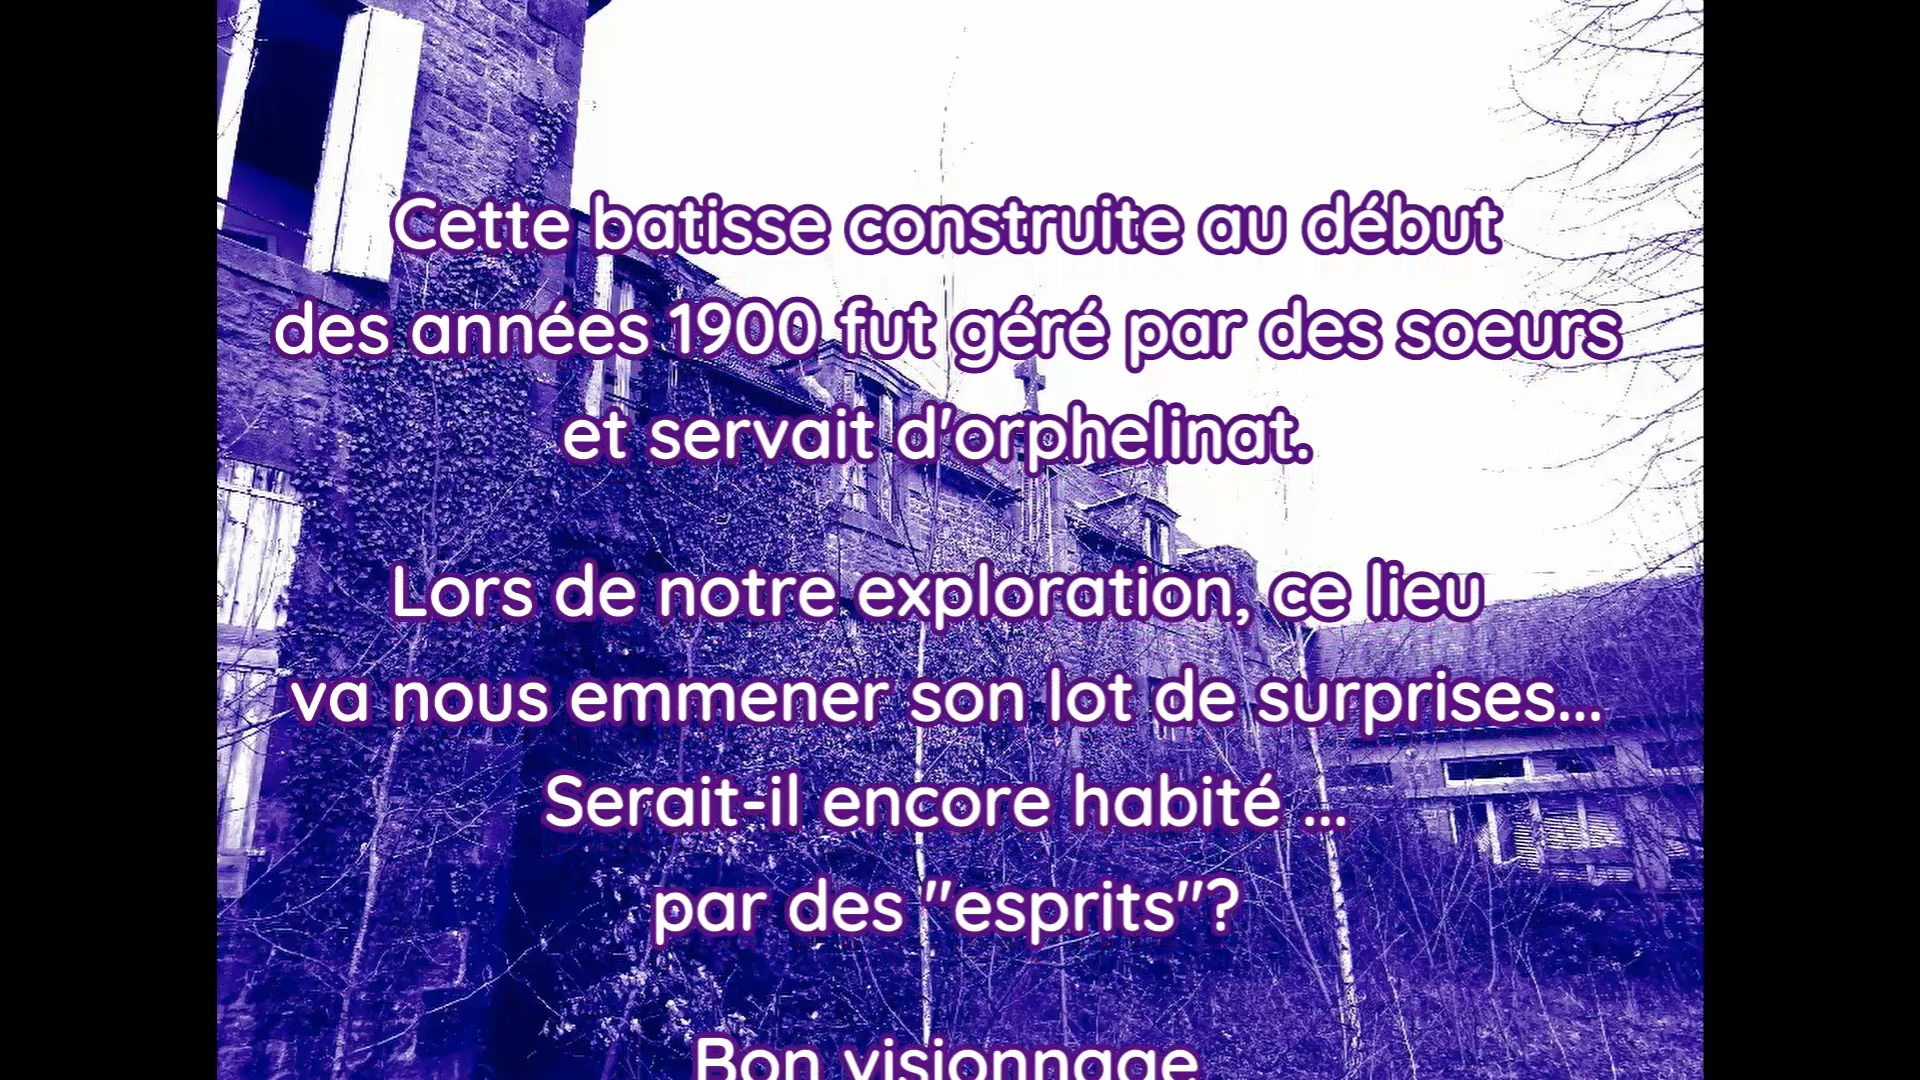 Cette batisse construite au début
des années 1900 fut géré par des soeurs
et servait d'orphelinat.
Lors de notre exploration, ce lieu
va nous emmener son lot de surprises...
Serait-il encore habité ...
par des "esprits"?
Bon visionnage